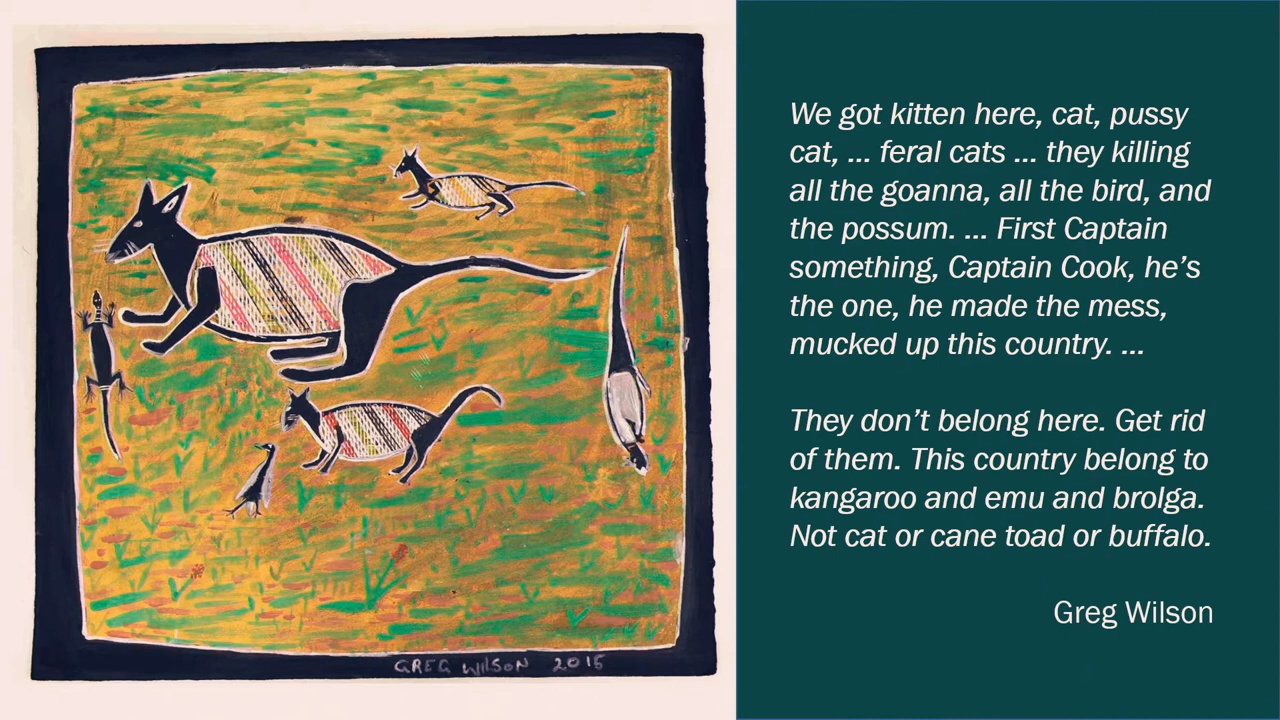 We got kitten here, cat, pussy
cat, ... feral cats ... they killing
all the goanna, all the bird, and
the possum. ... First Captain
something, Captain Cook, he's
the one, he made the mess,
mucked up this country. ...
They don't belong here. Get rid
of them. This country belong to
kangaroo and emu and brolga.
Not cat or cane toad or buffalo.
Greg Wilson
GREG WILSON 2015